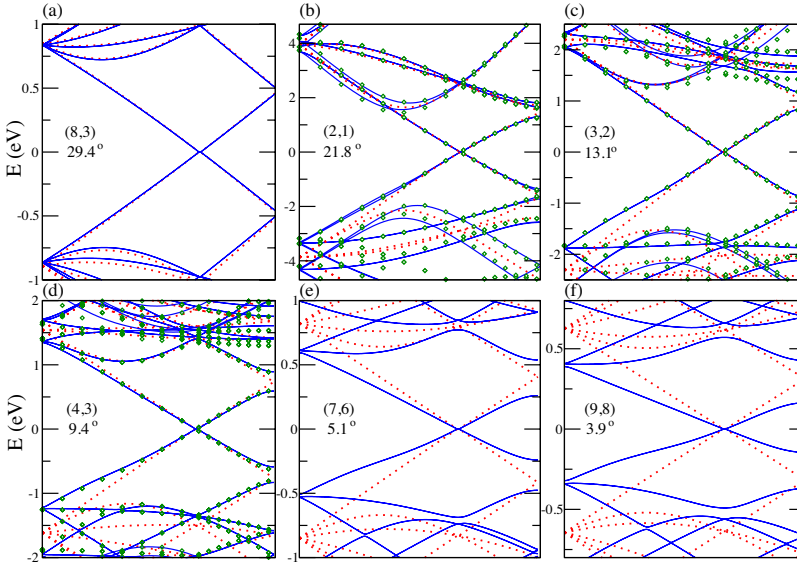 (a) (b) (c)
1 4 2
0.5 2 1
0 0 0
-0.5 -2 -1
-1 -4 -2
E (eV)
(8,3)
29.4°
(2,1)
21.8°
(3,2)
13.1°
(d) (e) (f)
2 1
1 0.5 0.5
0 0 0
-1 -0.5 -0.5
-2 -1
E (eV)
(4,3)
9.4°
(7,6)
5.1°
(9,8)
3.9°